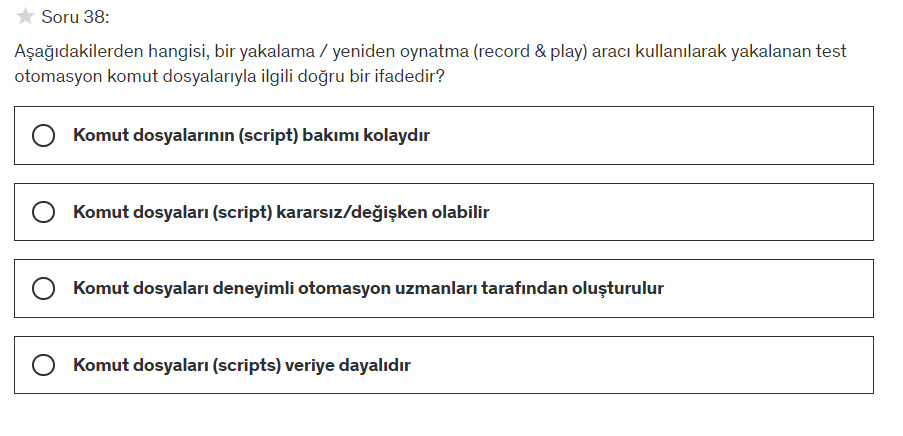 Soru 38:
Aşağıdakilerden hangisi, bir yakalama / yeniden oynatma (record & play) aracı kullanılarak yakalanan test
otomasyon komut dosyalarıyla ilgili doğru bir ifadedir?
Komut dosyalarının (script) bakımı kolaydır
Komut dosyaları (script) kararsız/değişken olabilir
Komut dosyaları deneyimli otomasyon uzmanları tarafından oluşturulur
Komut dosyaları (scripts) veriye dayalıdır